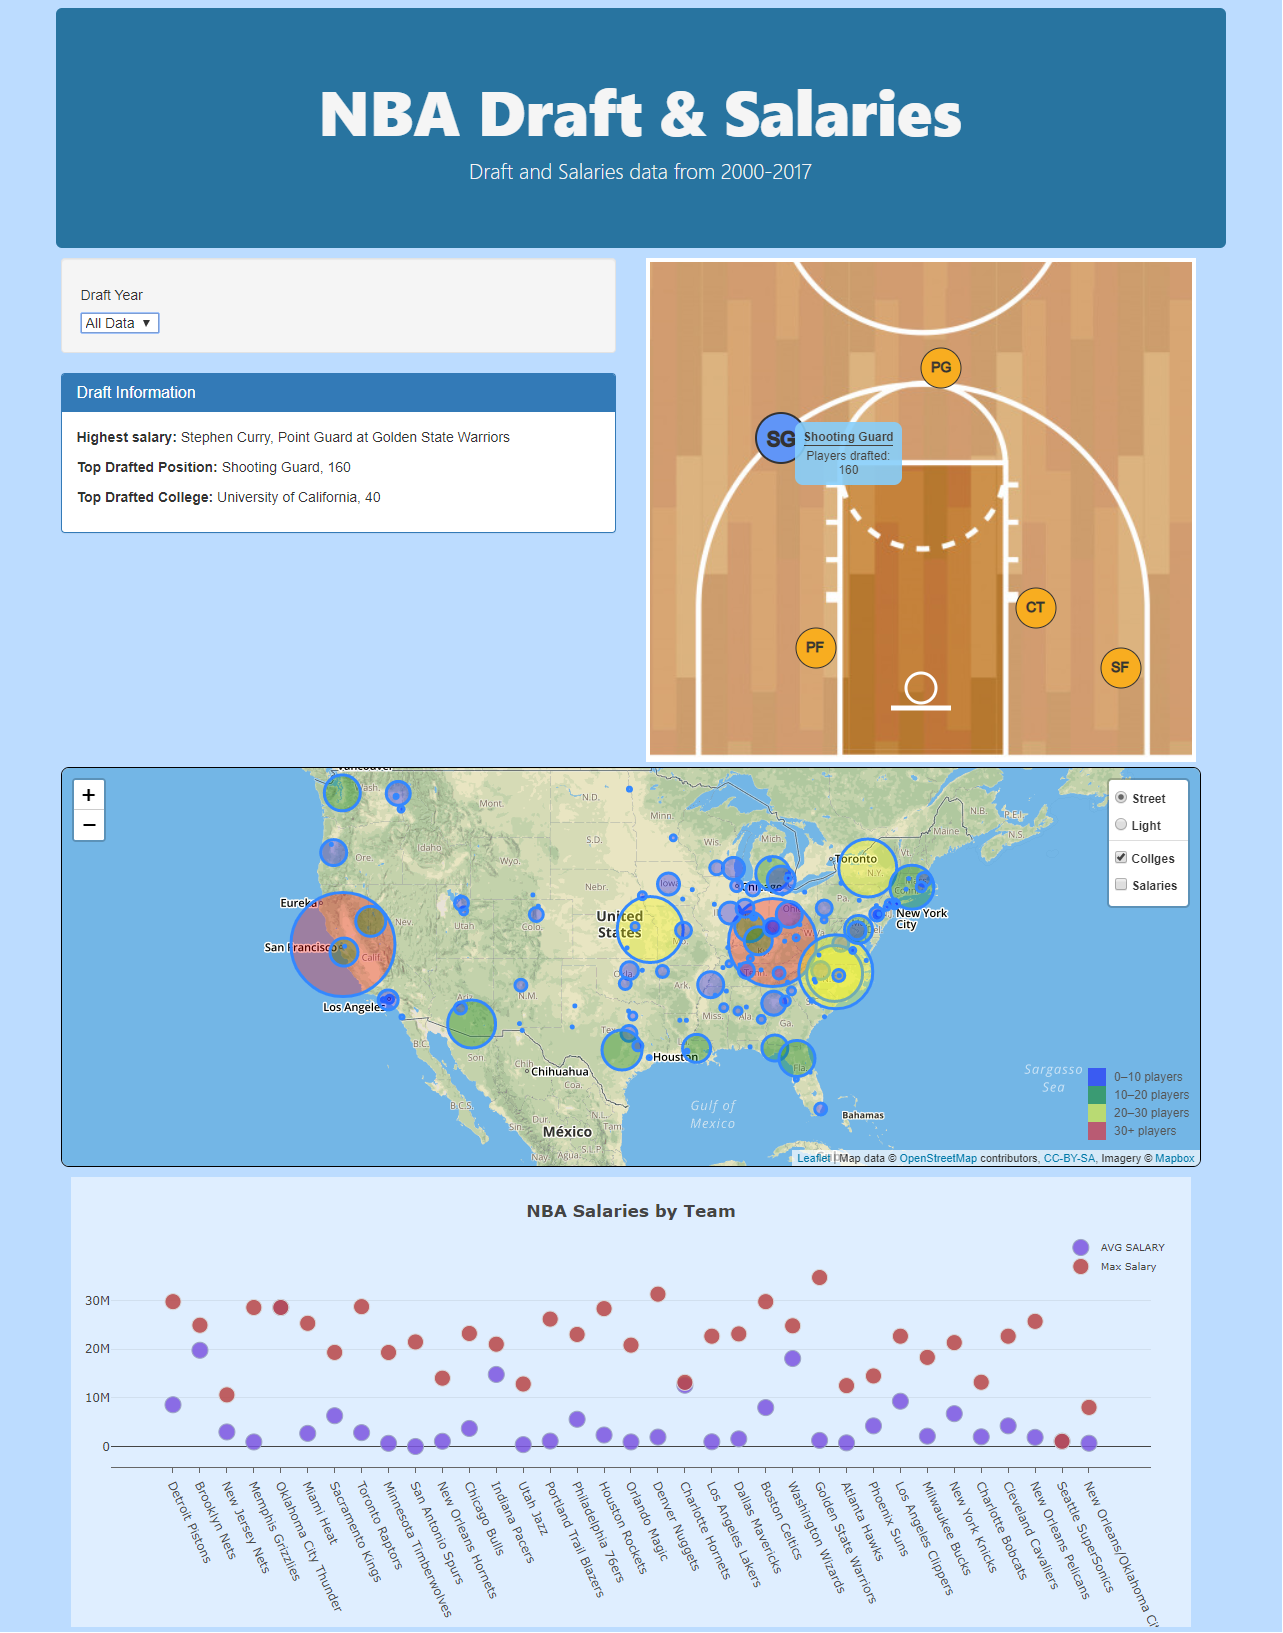 NBA Draft & Salaries
Draft and Salaries data from 2000-2017
Draft Year
All Data ▼
Draft Information
Highest salary: Stephen Curry, Point Guard at Golden State Warriors
Top Drafted Position: Shooting Guard, 160
Top Drafted College: University of California, 40
PG
SG
Shooting Guard
Players drafted:
160
CT
PF
SF
+
−
Street
Light
Collges
Salaries
Vancouver
Wash.
Mont.
N.D.
Minn.
N.B.
P.E.I.
N.S.
Maine
Vt.
Wis.
Mich.
Toronto
N.Y.
Idaho
Ore.
Wyo.
S.D.
Nebr.
Iowa
Chicago
Pa.
Conn.
New York
City
Eureka
Nev.
Utah
Colo.
United
States
Mo.
Ohio
W.Va.
Del.
San Francisco
Calif.
Los Angeles
Ariz.
N.M.
Okla.
Ark.
Tenn.
Miss.
Ala.
Ga.
B.C.
Son.
Tex.
Houston
Fla.
Chih.
Chihuahua
Coa.
B.C.S.
N.L.
Dur.
Sin.
Tam.
México
S.L.P.
Nay.
Agua.
Gulf of
Mexico
Bahamas
Sargasso
Sea
0–10 players
10–20 players
20–30 players
30+ players
Leaflet | Map data © OpenStreetMap contributors, CC-BY-SA, Imagery © Mapbox
NBA Salaries by Team
AVG SALARY
Max Salary
30M
20M
10M
0
Detroit Pistons
Brooklyn Nets
New Jersey Nets
Memphis Grizzlies
Oklahoma City Thunder
Miami Heat
Sacramento Kings
Toronto Raptors
Minnesota Timberwolves
San Antonio Spurs
New Orleans Hornets
Chicago Bulls
Indiana Pacers
Utah Jazz
Portland Trail Blazers
Philadelphia 76ers
Houston Rockets
Orlando Magic
Denver Nuggets
Charlotte Hornets
Los Angeles Lakers
Dallas Mavericks
Boston Celtics
Washington Wizards
Golden State Warriors
Atlanta Hawks
Phoenix Suns
Los Angeles Clippers
Milwaukee Bucks
New York Knicks
Charlotte Bobcats
Cleveland Cavaliers
New Orleans Pelicans
Seattle SuperSonics
New Orleans/Oklahoma Ci